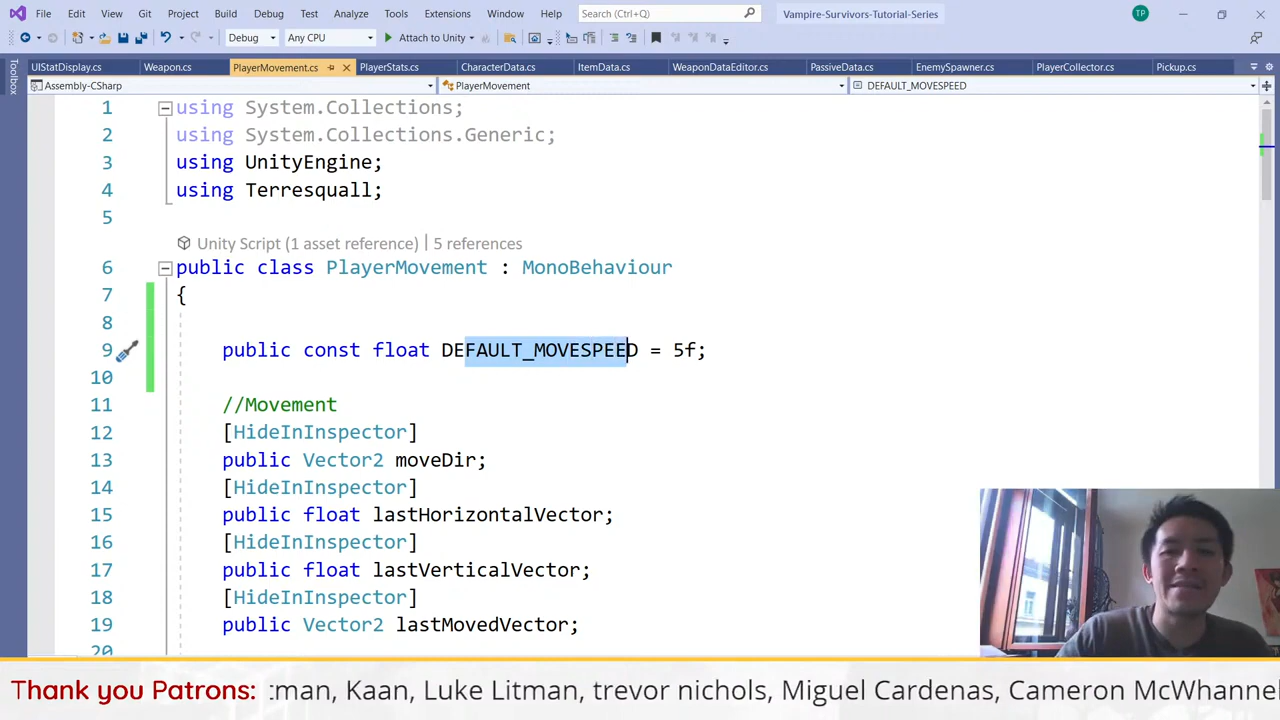 File Edit View Git Project Build Debug Test Analyze Tools Extensions Window Help Search (Ctrl+Q) Vampire-Survivors-Tutorial-Series TP
Debug Any CPU Attach to Unity
Toolbox
UIStatDisplay.cs Weapon.cs PlayerMovement.cs PlayerStats.cs CharacterData.cs ItemData.cs WeaponDataEditor.cs PassiveData.cs EnemySpawner.cs PlayerCollector.cs Pickup.cs
Assembly-CSharp PlayerMovement DEFAULT_MOVESPEED
1 using System.Collections;
2 using System.Collections.Generic;
3 using UnityEngine;
4 using Terresquall;
5
Unity Script (1 asset reference) | 5 references
6 public class PlayerMovement : MonoBehaviour
7 {
8
9 public const float DEFAULT_MOVESPEED = 5f;
10
11 //Movement
12 [HideInInspector]
13 public Vector2 moveDir;
14 [HideInInspector]
15 public float lastHorizontalVector;
16 [HideInInspector]
17 public float lastVerticalVector;
18 [HideInInspector]
19 public Vector2 lastMovedVector;
20
Thank you Patrons: tman, Kaan, Luke Litman, trevor nichols, Miguel Cardenas, Cameron McWhannel